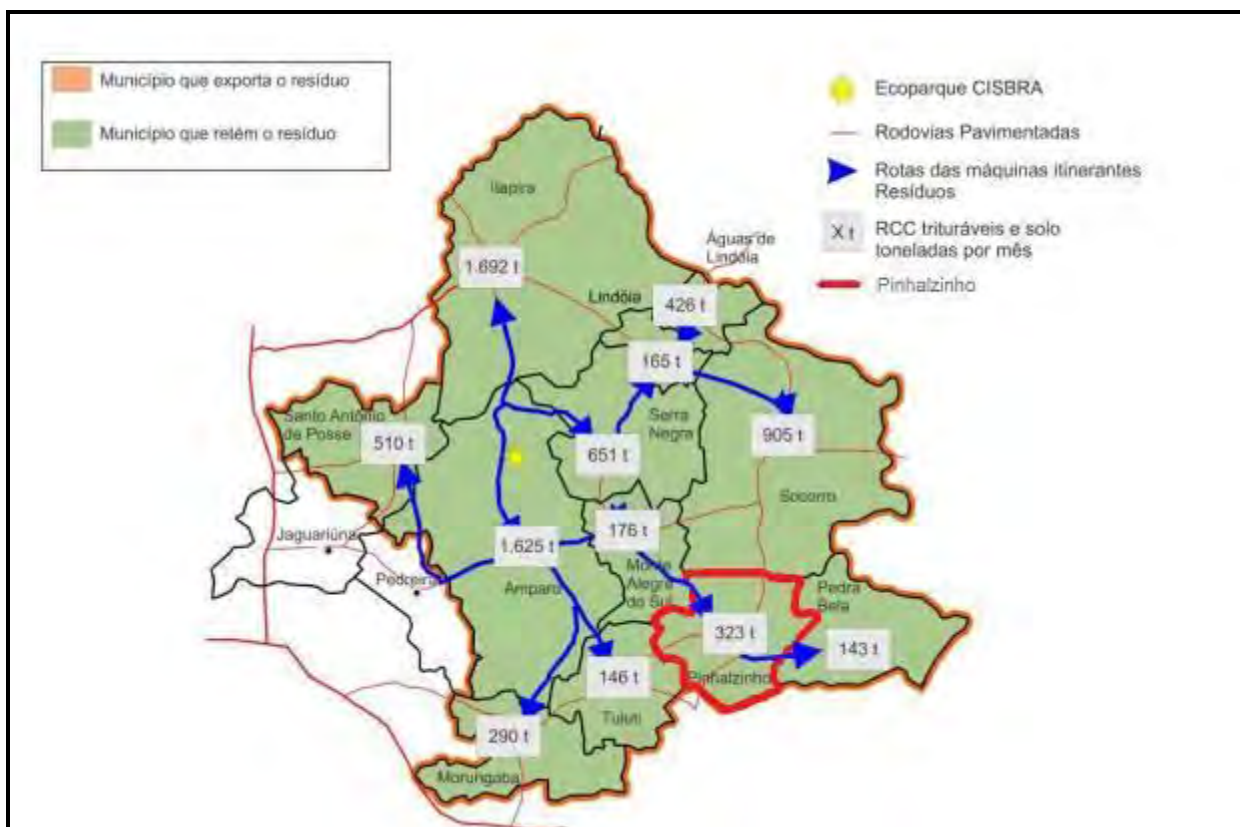 Município que exporta o resíduo
Município que retém o resíduo
Ecoparque CISBRA
Rodovias Pavimentadas
Rotas das máquinas itinerantes
Resíduos
X t
RCC trituráveis e solo
toneladas por mês
Pinhalzinho
Itapira
Águas de
Lindóia
1.692 t
Lindóia
426 t
165 t
Santo Antônio
de Posse
510 t
Serra
Negra
651 t
905 t
Socorro
Jaguariúna
1.625 t
176 t
Pedreira
Amparo
Monte
Alegre
do Sul
Pedra
Bela
323 t
143 t
146 t
Pinhalzinho
Tuiuti
290 t
Morungaba